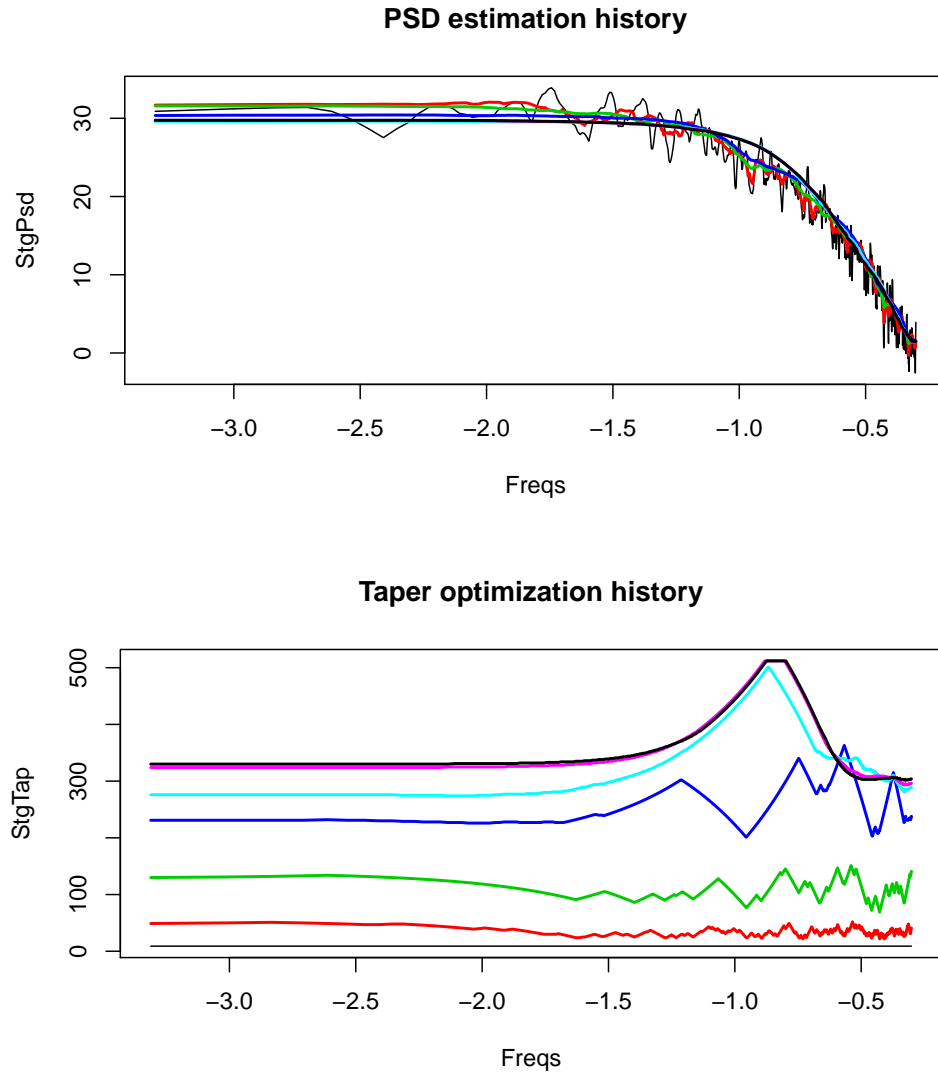 PSD estimation history
StgPsd
30
20
10
0
−3.0 −2.5 −2.0 −1.5 −1.0 −0.5
Freqs
Taper optimization history
StgTap
500
300
100
0
−3.0 −2.5 −2.0 −1.5 −1.0 −0.5
Freqs